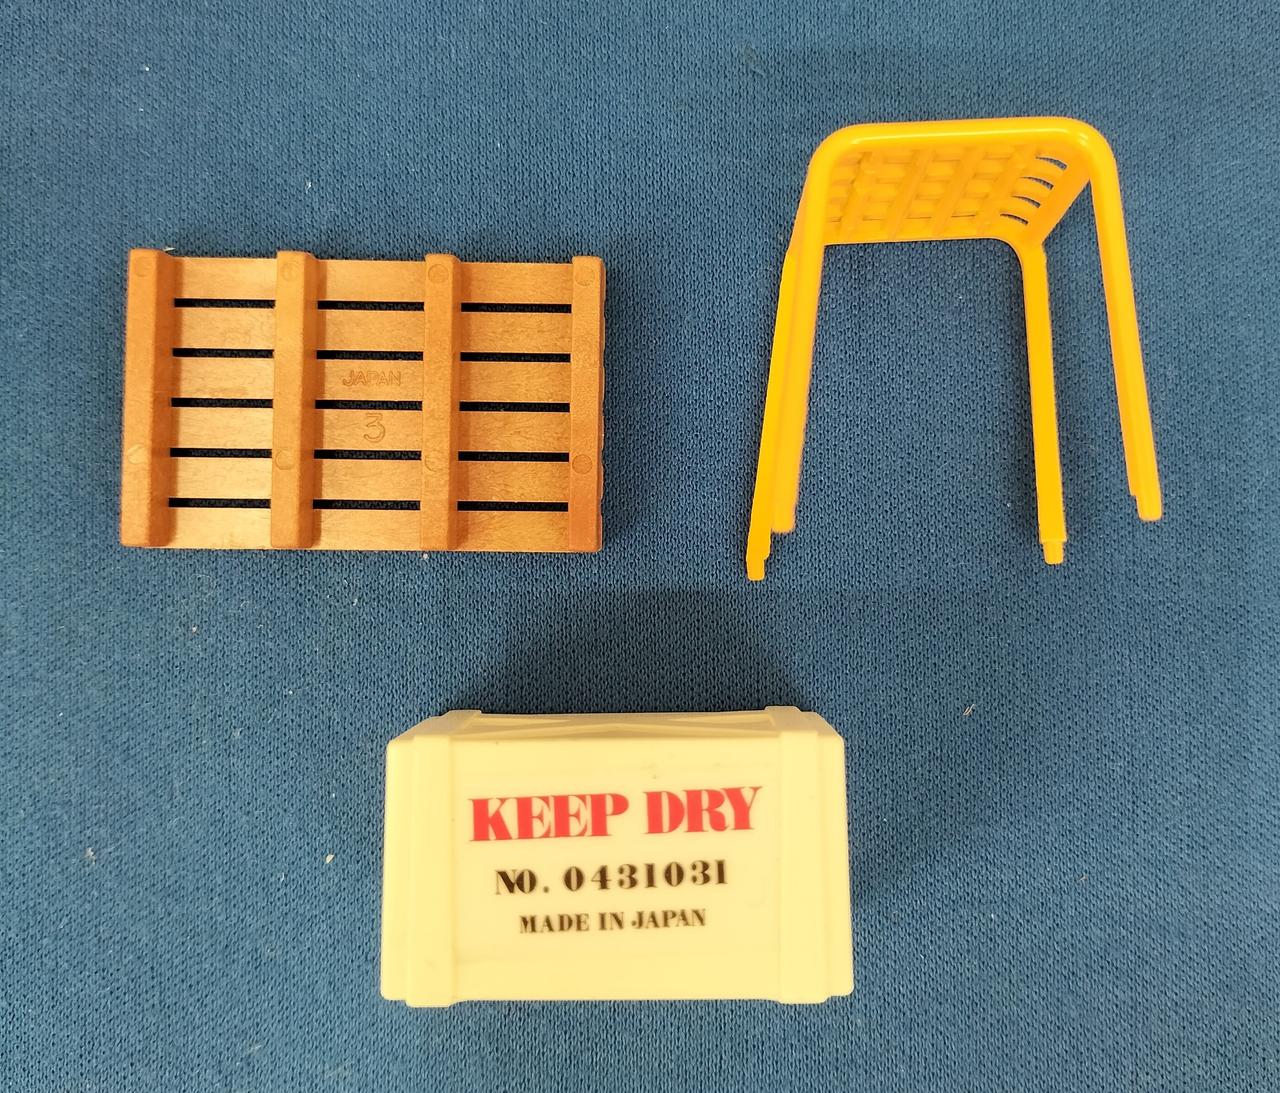 JAPAN
3
KEEP DRY
NO. 0431031
MADE IN JAPAN